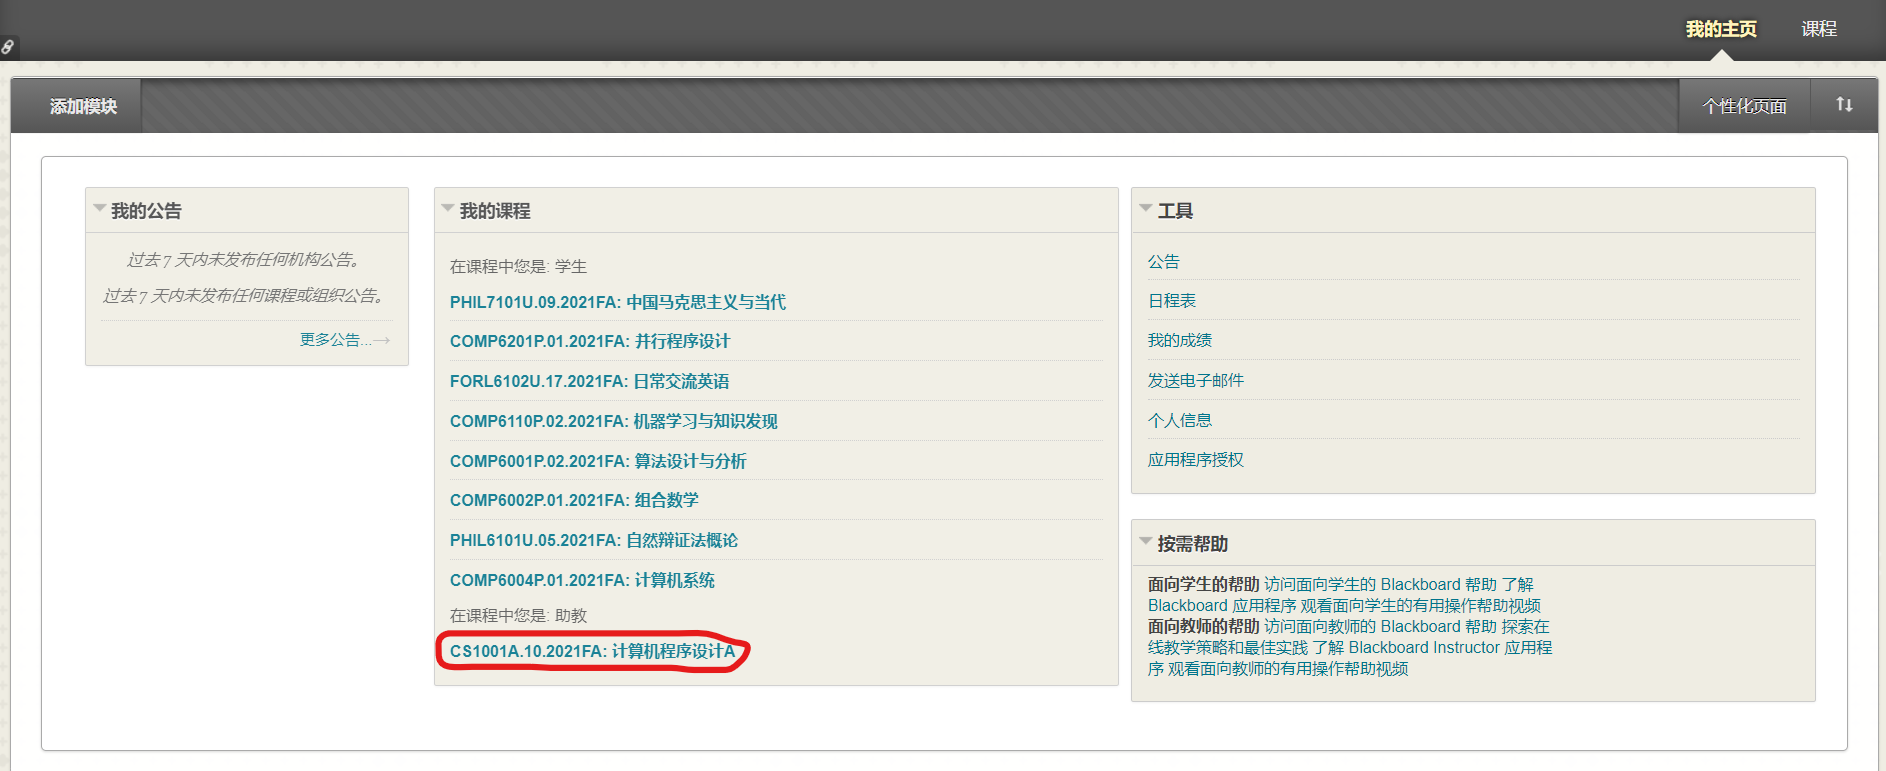 我的主页
课程
添加模块
个性化页面
我的公告
过去 7 天内未发布任何机构公告。
过去 7 天内未发布任何课程或组织公告。
更多公告...→
我的课程
在课程中您是: 学生
PHIL7101U.09.2021FA: 中国马克思主义与当代
COMP6201P.01.2021FA: 并行程序设计
FORL6102U.17.2021FA: 日常交流英语
COMP6110P.02.2021FA: 机器学习与知识发现
COMP6001P.02.2021FA: 算法设计与分析
COMP6002P.01.2021FA: 组合数学
PHIL6101U.05.2021FA: 自然辩证法概论
COMP6004P.01.2021FA: 计算机系统
在课程中您是: 助教
CS1001A.10.2021FA: 计算机程序设计A
工具
公告
日程表
我的成绩
发送电子邮件
个人信息
应用程序授权
按需帮助
面向学生的帮助 访问面向学生的 Blackboard 帮助 了解
Blackboard 应用程序 观看面向学生的有用操作帮助视频
面向教师的帮助 访问面向教师的 Blackboard 帮助 探索在
线教学策略和最佳实践 了解 Blackboard Instructor 应用程
序 观看面向教师的有用操作帮助视频